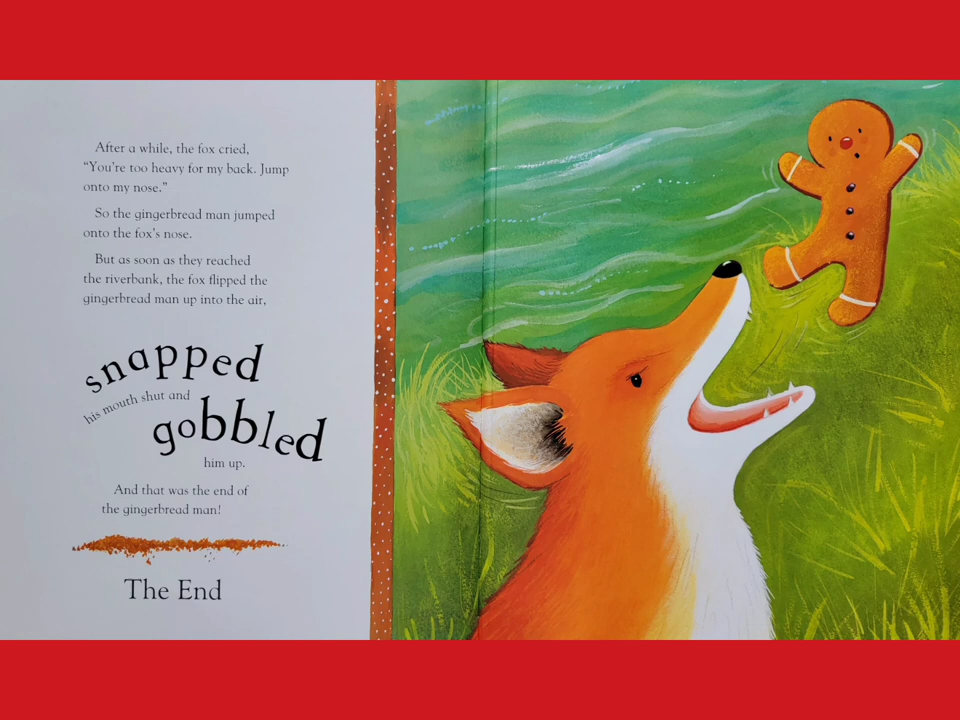 After a while, the fox cried,
“You’re too heavy for my back. Jump
onto my nose.”
So the gingerbread man jumped
onto the fox’s nose.
But as soon as they reached
the riverbank, the fox flipped the
gingerbread man up into the air,
snapped
his mouth shut and
gobbled
him up.
And that was the end of
the gingerbread man!
The End